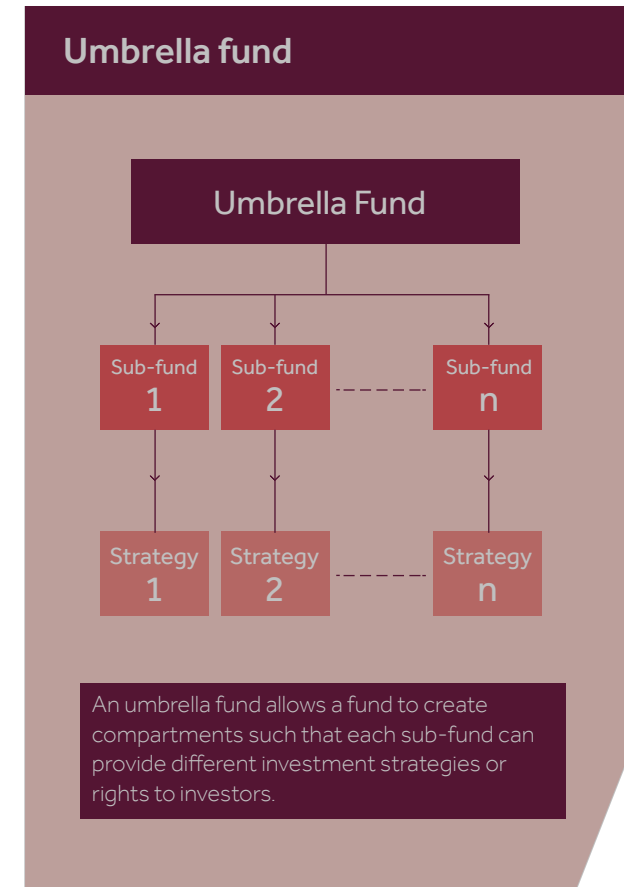 Umbrella fund
Umbrella Fund
Sub-fund
1
Sub-fund
2
Sub-fund
n
Strategy
1
Strategy
2
Strategy
n
An umbrella fund allows a fund to create
compartments such that each sub-fund can
provide different investment strategies or
rights to investors.